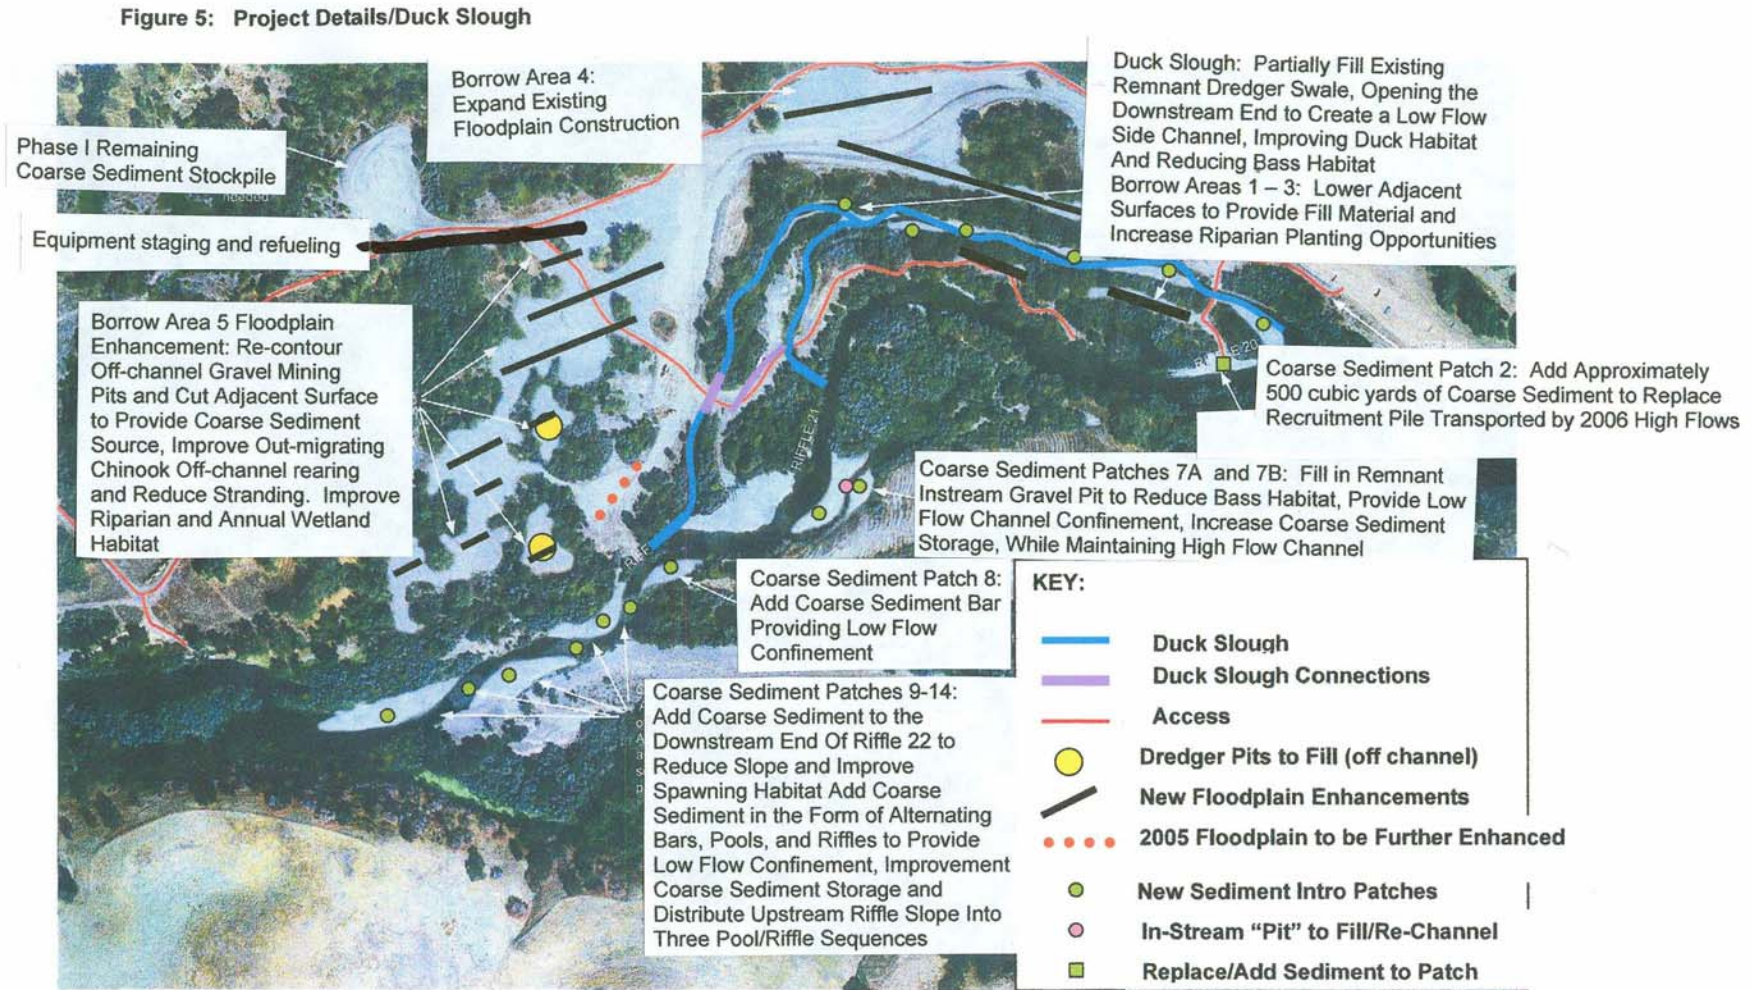 Figure 5: Project Details/Duck Slough
Borrow Area 4:
Expand Existing
Floodplain Construction
Duck Slough: Partially Fill Existing
Remnant Dredger Swale, Opening the
Downstream End to Create a Low Flow
Side Channel, Improving Duck Habitat
And Reducing Bass Habitat
Borrow Areas 1 – 3: Lower Adjacent
Surfaces to Provide Fill Material and
Increase Riparian Planting Opportunities
Phase I Remaining
Coarse Sediment Stockpile
needed
Equipment staging and refueling
Borrow Area 5 Floodplain
Enhancement: Re-contour
Off-channel Gravel Mining
Pits and Cut Adjacent Surface
to Provide Coarse Sediment
Source, Improve Out-migrating
Chinook Off-channel rearing
and Reduce Stranding. Improve
Riparian and Annual Wetland
Habitat
RIFFLE 20
Coarse Sediment Patch 2: Add Approximately
500 cubic yards of Coarse Sediment to Replace
Recruitment Pile Transported by 2006 High Flows
RIFFLE 21
Coarse Sediment Patches 7A and 7B: Fill in Remnant
Instream Gravel Pit to Reduce Bass Habitat, Provide Low
Flow Channel Confinement, Increase Coarse Sediment
Storage, While Maintaining High Flow Channel
Coarse Sediment Patch 8:
Add Coarse Sediment Bar
Providing Low Flow
Confinement
Coarse Sediment Patches 9-14:
Add Coarse Sediment to the
Downstream End Of Riffle 22 to
Reduce Slope and Improve
Spawning Habitat Add Coarse
Sediment in the Form of Alternating
Bars, Pools, and Riffles to Provide
Low Flow Confinement, Improvement
Coarse Sediment Storage and
Distribute Upstream Riffle Slope Into
Three Pool/Riffle Sequences
KEY:
Duck Slough
Duck Slough Connections
Access
Dredger Pits to Fill (off channel)
New Floodplain Enhancements
2005 Floodplain to be Further Enhanced
New Sediment Intro Patches
In-Stream “Pit” to Fill/Re-Channel
Replace/Add Sediment to Patch